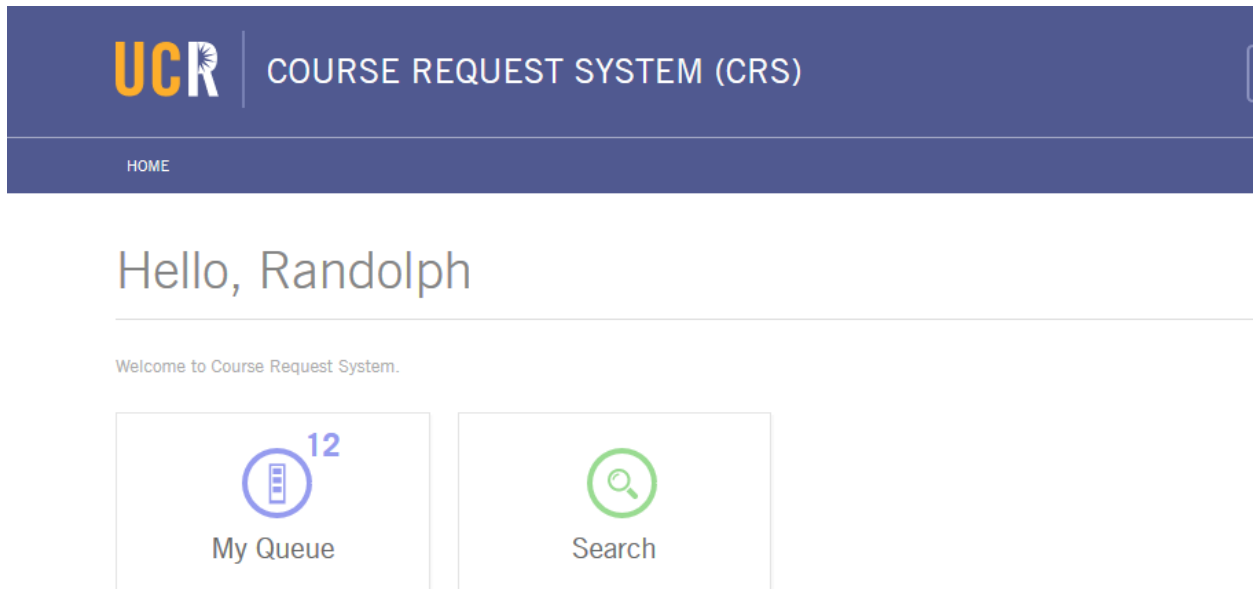 UCR
COURSE REQUEST SYSTEM (CRS)
HOME
Hello, Randolph
Welcome to Course Request System.
12
My Queue
Search